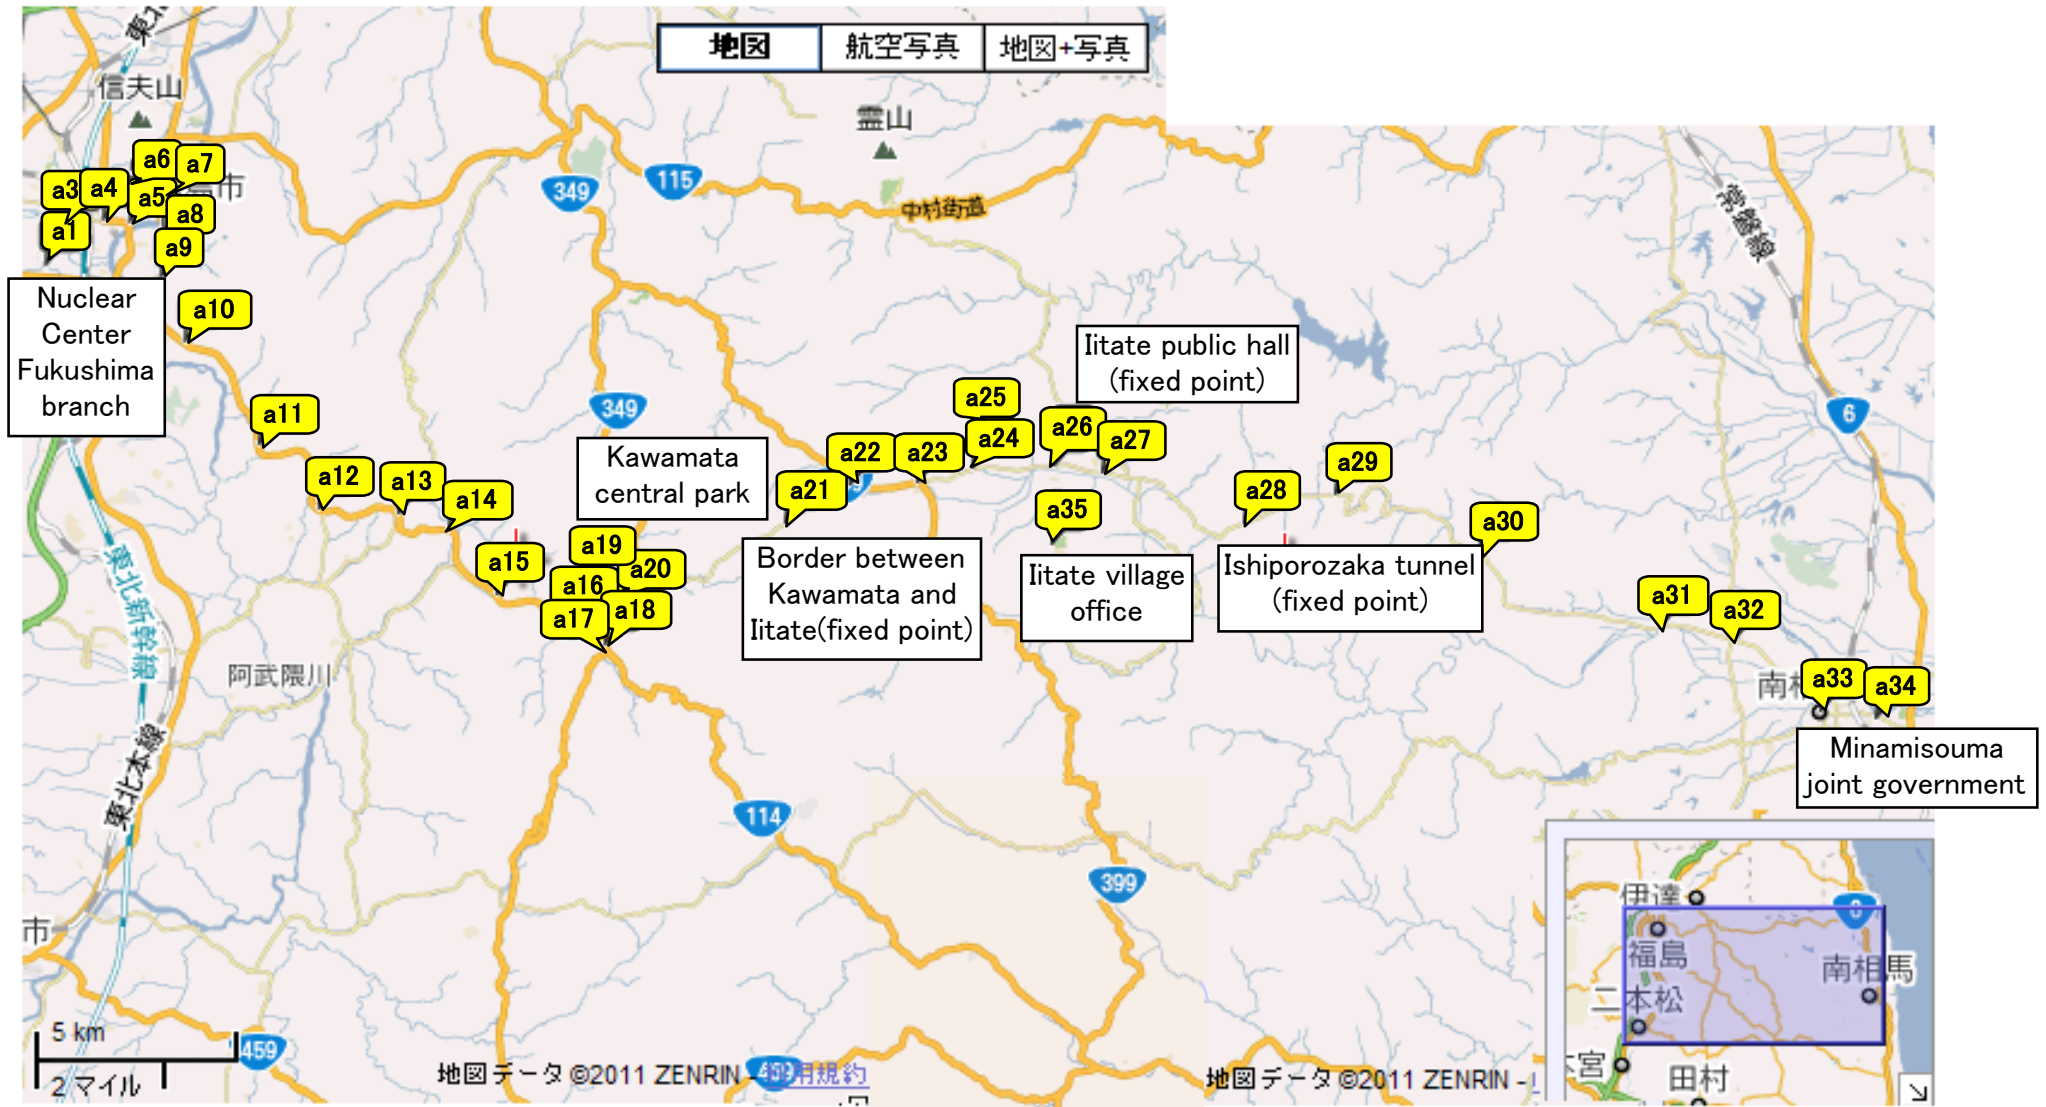 地図
航空写真
地図+写真
信夫山
霊山
349
115
中村街道
常磐線
市
a6
a7
a3
a4
a5
a8
a1
a9
a10
Nuclear
Center
Fukushima
branch
a11
a12
a13
a14
a15
a19
a16
a20
a17
a18
349
Kawamata
central park
a21
a22
a23
a25
a24
a26
a27
Iitate public hall
(fixed point)
6
a28
a29
a30
a35
Border between
Kawamata and
Iitate(fixed point)
Iitate village
office
Ishiporozaka tunnel
(fixed point)
a31
a32
a33
a34
Minamisouma
joint government
東北新幹線
阿武隈川
東北本線
114
399
市
5 km
2 マイル
459
地図データ ©2011 ZENRIN -
用規約
地図データ ©2011 ZENRIN -
伊達
福島
南相馬
二本松
本宮
田村